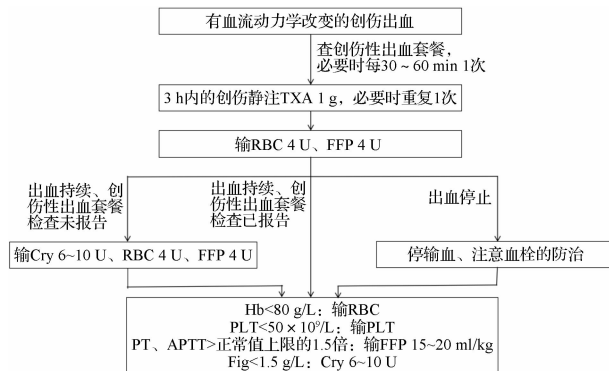 有血流动力学改变的创伤出血
查创伤性出血套餐，
必要时每30～60 min 1次
3 h内的创伤静注TXA 1 g，必要时重复1次
输RBC 4 U、FFP 4 U
出血持续、创
伤性出血套餐
检查未报告
出血持续、创
伤性出血套餐
检查已报告
出血停止
输Cry 6~10 U、RBC 4 U、FFP 4 U
停输血、注意血栓的防治
Hb<80 g/L：输RBC
PLT<50 × 10⁹/L：输PLT
PT、APTT>正常值上限的1.5倍：输FFP 15~20 ml/kg
Fig<1.5 g/L：Cry 6~10 U